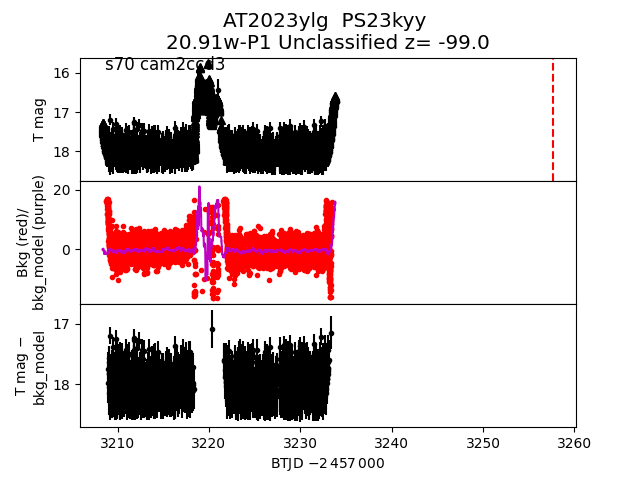 AT2023ylg  PS23kyy
20.91w-P1 Unclassified z= -99.0
s70 cam2ccd3
T mag
16
17
18
Bkg (red)/
bkg_model (purple)
20
0
T mag −
bkg_model
17
18
3210 3220 3230 3240 3250 3260
BTJD −2 457 000